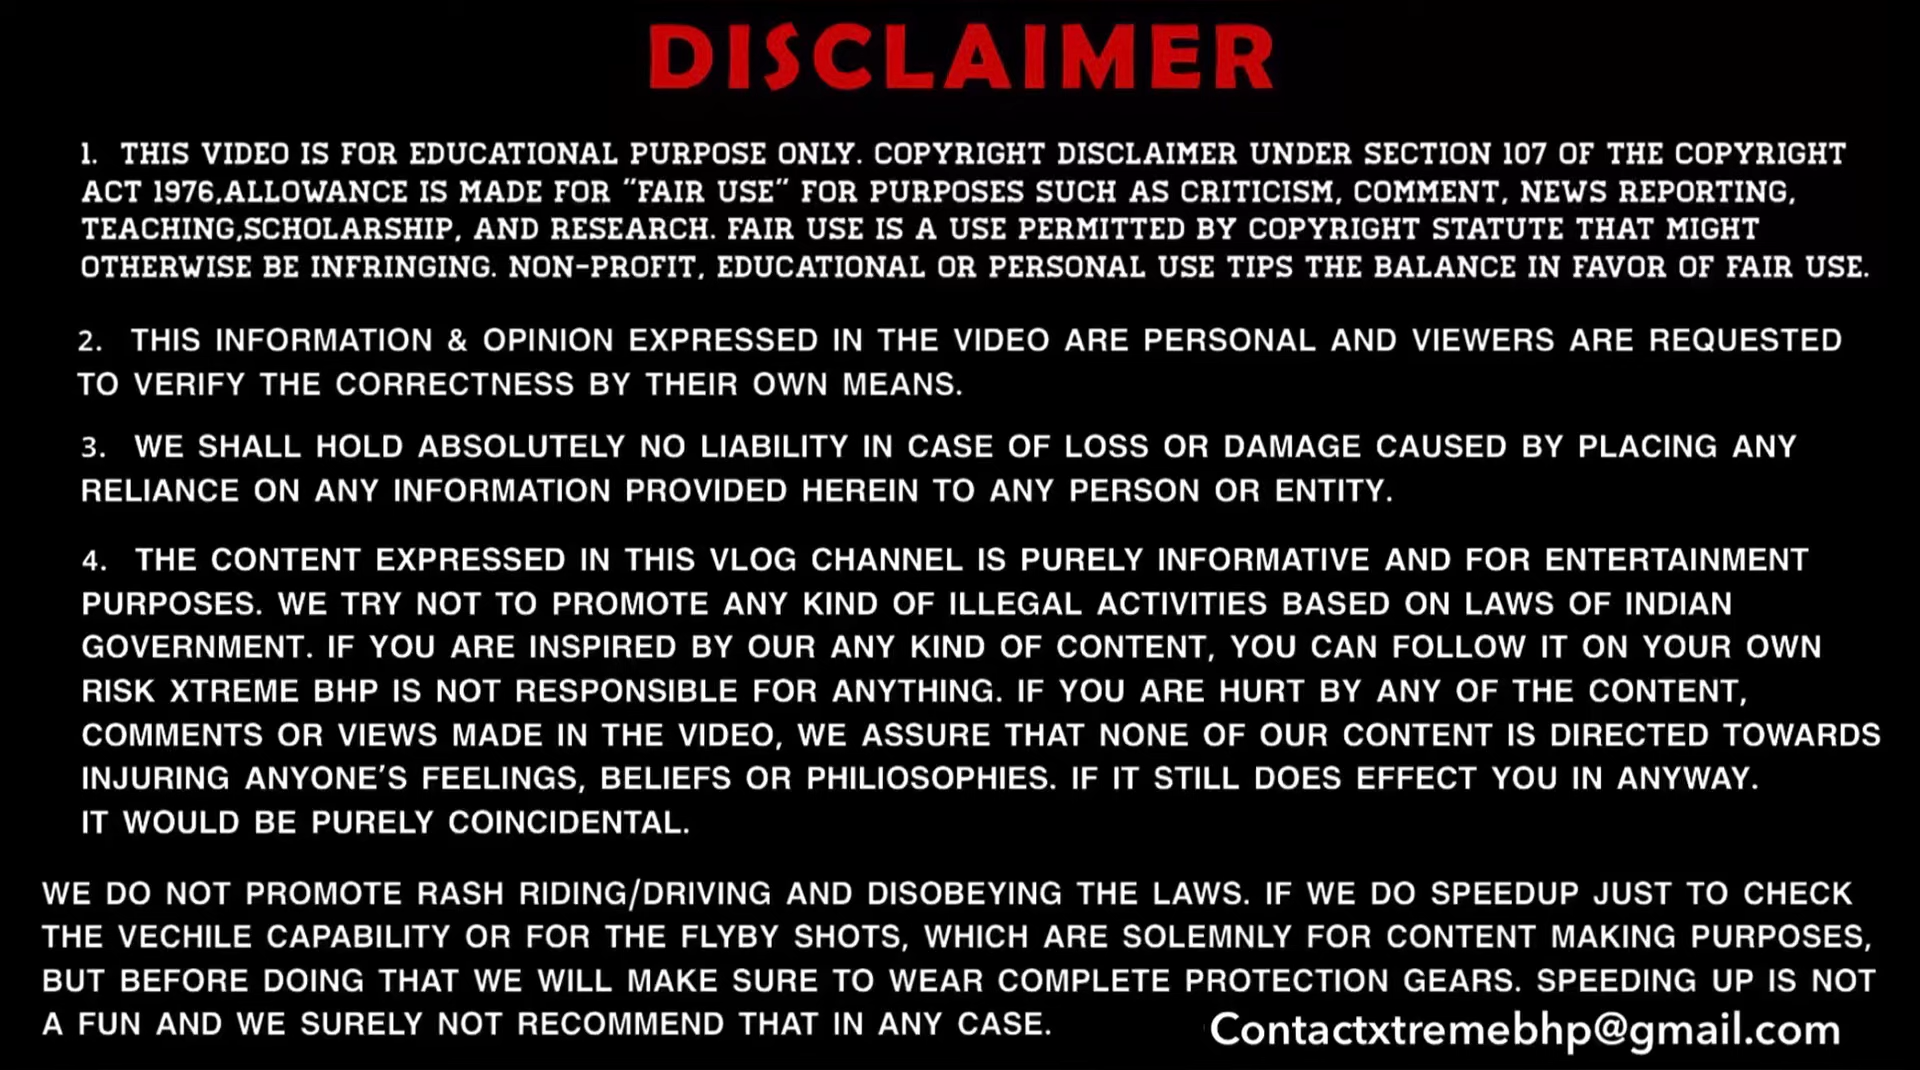 DISCLAIMER
1. THIS VIDEO IS FOR EDUCATIONAL PURPOSE ONLY. COPYRIGHT DISCLAIMER UNDER SECTION 107 OF THE COPYRIGHT
ACT 1976,ALLOWANCE IS MADE FOR "FAIR USE" FOR PURPOSES SUCH AS CRITICISM, COMMENT, NEWS REPORTING,
TEACHING,SCHOLARSHIP, AND RESEARCH. FAIR USE IS A USE PERMITTED BY COPYRIGHT STATUTE THAT MIGHT
OTHERWISE BE INFRINGING. NON-PROFIT, EDUCATIONAL OR PERSONAL USE TIPS THE BALANCE IN FAVOR OF FAIR USE.
2. THIS INFORMATION & OPINION EXPRESSED IN THE VIDEO ARE PERSONAL AND VIEWERS ARE REQUESTED
TO VERIFY THE CORRECTNESS BY THEIR OWN MEANS.
3. WE SHALL HOLD ABSOLUTELY NO LIABILITY IN CASE OF LOSS OR DAMAGE CAUSED BY PLACING ANY
RELIANCE ON ANY INFORMATION PROVIDED HEREIN TO ANY PERSON OR ENTITY.
4. THE CONTENT EXPRESSED IN THIS VLOG CHANNEL IS PURELY INFORMATIVE AND FOR ENTERTAINMENT
PURPOSES. WE TRY NOT TO PROMOTE ANY KIND OF ILLEGAL ACTIVITIES BASED ON LAWS OF INDIAN
GOVERNMENT. IF YOU ARE INSPIRED BY OUR ANY KIND OF CONTENT, YOU CAN FOLLOW IT ON YOUR OWN
RISK XTREME BHP IS NOT RESPONSIBLE FOR ANYTHING. IF YOU ARE HURT BY ANY OF THE CONTENT,
COMMENTS OR VIEWS MADE IN THE VIDEO, WE ASSURE THAT NONE OF OUR CONTENT IS DIRECTED TOWARDS
INJURING ANYONE'S FEELINGS, BELIEFS OR PHILIOSOPHIES. IF IT STILL DOES EFFECT YOU IN ANYWAY.
IT WOULD BE PURELY COINCIDENTAL.
WE DO NOT PROMOTE RASH RIDING/DRIVING AND DISOBEYING THE LAWS. IF WE DO SPEEDUP JUST TO CHECK
THE VECHILE CAPABILITY OR FOR THE FLYBY SHOTS, WHICH ARE SOLEMNLY FOR CONTENT MAKING PURPOSES,
BUT BEFORE DOING THAT WE WILL MAKE SURE TO WEAR COMPLETE PROTECTION GEARS. SPEEDING UP IS NOT
A FUN AND WE SURELY NOT RECOMMEND THAT IN ANY CASE.
Contactxtremebhp@gmail.com